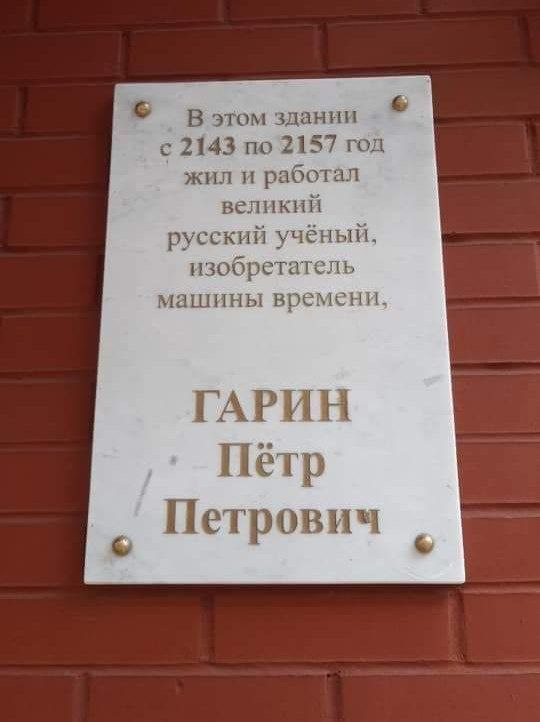 В этом здании
с 2143 по 2157 год
жил и работал
великий
русский учёный,
изобретатель
машины времени,
ГАРИН
Пётр
Петрович